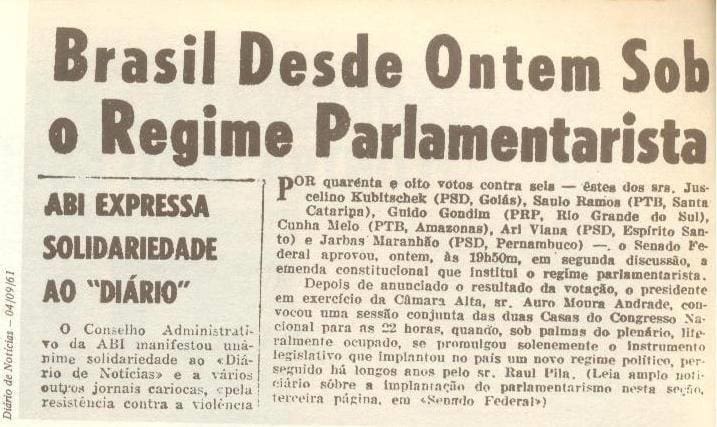 Brasil Desde Ontem Sob
o Regime Parlamentarista
ABI EXPRESSA
SOLIDARIEDADE
AO "DIÁRIO"
O Conselho Administrati-
vo da ABI manifestou unâ-
nime solidariedade ao «Diá-
rio de Notícias» e a vários
outros jornais cariocas, «pela
resistência contra a violência
POR quarenta e oito votos contra seis — êstes dos srs. Jus-
celino Kubitschek (PSD, Goiás), Saulo Ramos (PTB, Santa
Catarina), Guido Gondim (PRP, Rio Grande do Sul),
Cunha Melo (PTB, Amazonas), Ari Viana (PSD, Espírito San-
to) e Jarbas Maranhão (PSD, Pernambuco) —. o Senado Fe-
deral aprovou, ontem, às 19h50m, em segunda discussão, a
emenda constitucional que institui o regime parlamentarista.
Depois de anunciado o resultado da votação, o presidente
em exercício da Câmara Alta, sr. Auro Moura Andrade, con-
vocou uma sessão conjunta das duas Casas do Congresso Na-
cional para as 22 horas, quando, sob palmas do plenário, lite-
ralmente ocupado, se promulgou solenemente o instrumento
legislativo que implantou no país um novo regime político, per-
seguido há longos anos pelo sr. Raul Pila. (Leia amplo noti-
ciário sôbre a implantação do parlamentarismo nesta seção,
terceira página, em «Senado Federal»)
Diário de Notícias – 04/09/61